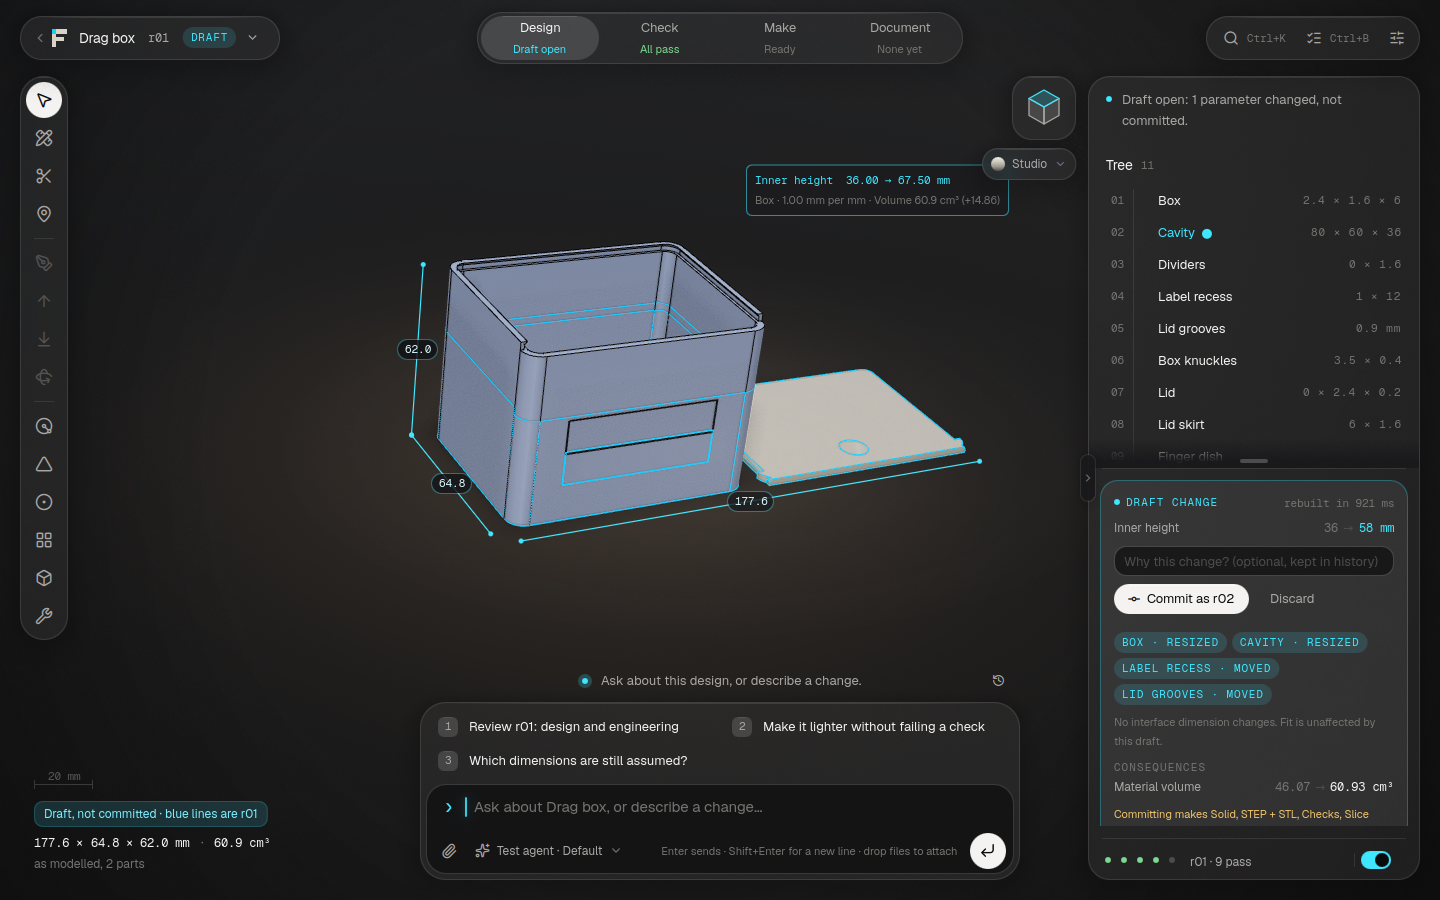 Drag box r01 DRAFT
Design
Draft open
Check
All pass
Make
Ready
Document
None yet
Ctrl+K
Ctrl+B
Studio
Inner height 36.00 → 67.50 mm
Box · 1.00 mm per mm · Volume 60.9 cm³ (+14.86)
62.0
64.8
177.6
Draft open: 1 parameter changed, not
committed.
Tree 11
01 Box 2.4 × 1.6 × 6
02 Cavity 80 × 60 × 36
03 Dividers 0 × 1.6
04 Label recess 1 × 12
05 Lid grooves 0.9 mm
06 Box knuckles 3.5 × 0.4
07 Lid 0 × 2.4 × 0.2
08 Lid skirt 6 × 1.6
09 Finger dish
DRAFT CHANGE rebuilt in 921 ms
Inner height 36 → 58 mm
Why this change? (optional, kept in history)
Commit as r02 Discard
BOX · RESIZED CAVITY · RESIZED
LABEL RECESS · MOVED
LID GROOVES · MOVED
No interface dimension changes. Fit is unaffected by
this draft.
CONSEQUENCES
Material volume 46.07 → 60.93 cm³
Committing makes Solid, STEP + STL, Checks, Slice
r01 · 9 pass
Ask about this design, or describe a change.
1 Review r01: design and engineering
2 Make it lighter without failing a check
3 Which dimensions are still assumed?
Ask about Drag box, or describe a change…
Test agent · Default
Enter sends · Shift+Enter for a new line · drop files to attach
20 mm
Draft, not committed · blue lines are r01
177.6 × 64.8 × 62.0 mm · 60.9 cm³
as modelled, 2 parts